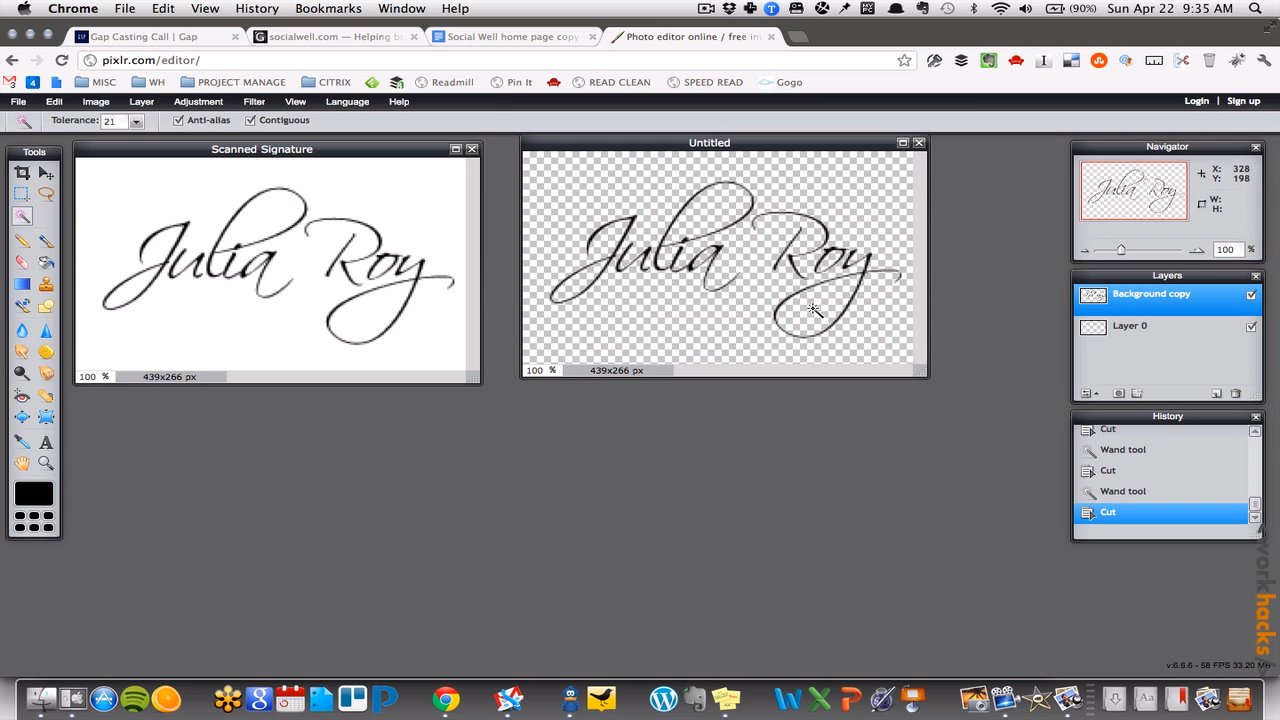 Chrome File Edit View History Bookmarks Window Help (90%) Sun Apr 22 9:35 AM
Gap Casting Call | Gap socialwell.com — Helping b Social Well home page copy Photo editor online / free im
pixlr.com/editor/
4 MISC WH PROJECT MANAGE CITRIX Readmill Pin It READ CLEAN SPEED READ Gogo
File Edit Image Layer Adjustment Filter View Language Help Login | Sign up
Tolerance: 21 Anti-alias Contiguous
Tools
Scanned Signature
Julia Roy
100 % 439x266 px
Untitled
Julia Roy
100 % 439x266 px
Navigator
Julia Roy
X: 328
Y: 198
W:
H:
100 %
Layers
Background copy
Layer 0
History
Cut
Wand tool
Cut
Wand tool
Cut
workhacks
v:6.6.6 - 58 FPS 33.20 MB